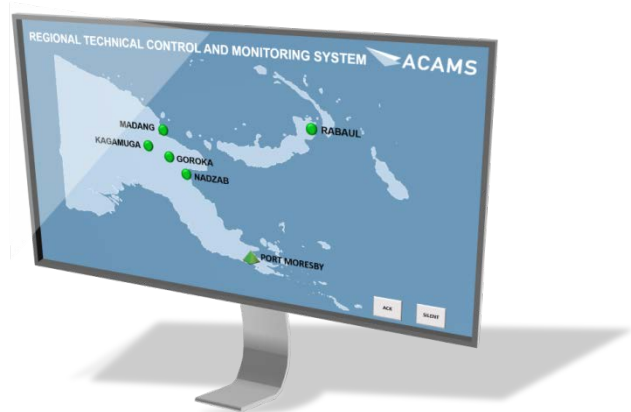 REGIONAL TECHNICAL CONTROL AND MONITORING SYSTEM
ACAMS
MADANG
RABAUL
KAGAMUGA
GOROKA
NADZAB
PORT MORESBY
ACK
SILENT